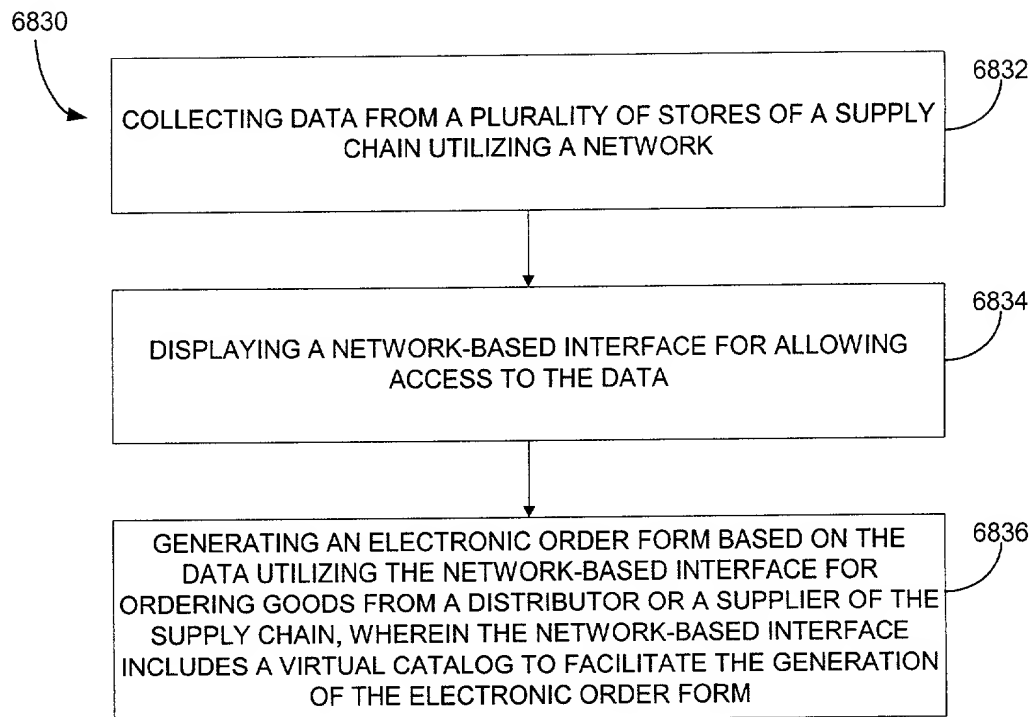 6830
6832
COLLECTING DATA FROM A PLURALITY OF STORES OF A SUPPLY
CHAIN UTILIZING A NETWORK
6834
DISPLAYING A NETWORK-BASED INTERFACE FOR ALLOWING
ACCESS TO THE DATA
6836
GENERATING AN ELECTRONIC ORDER FORM BASED ON THE
DATA UTILIZING THE NETWORK-BASED INTERFACE FOR
ORDERING GOODS FROM A DISTRIBUTOR OR A SUPPLIER OF THE
SUPPLY CHAIN, WHEREIN THE NETWORK-BASED INTERFACE
INCLUDES A VIRTUAL CATALOG TO FACILITATE THE GENERATION
OF THE ELECTRONIC ORDER FORM